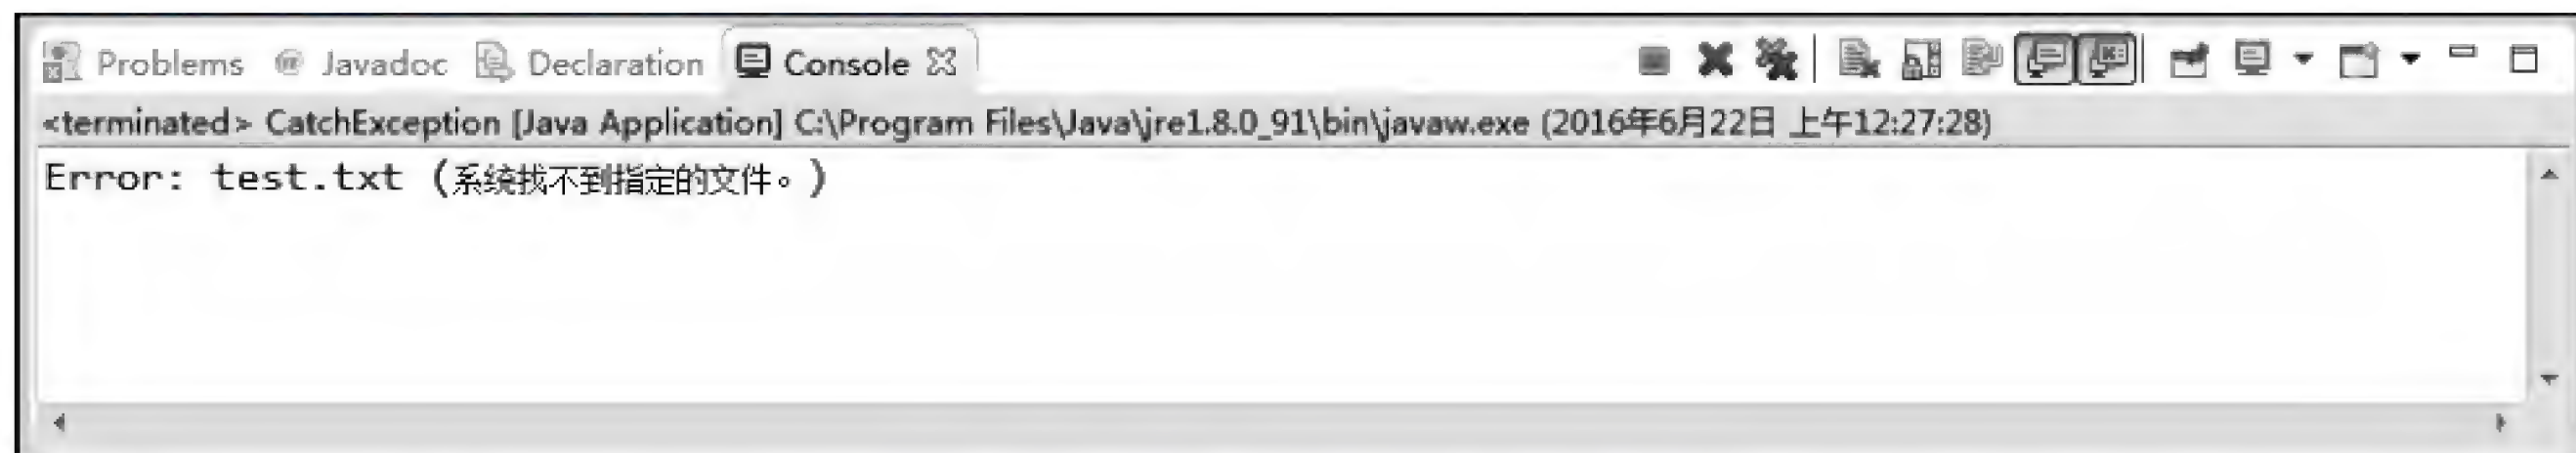 Problems @ Javadoc Declaration Console
<terminated> CatchException [Java Application] C:\Program Files\Java\jre1.8.0_91\bin\javaw.exe (2016年6月22日 上午12:27:28)
Error: test.txt (系统找不到指定的文件。)